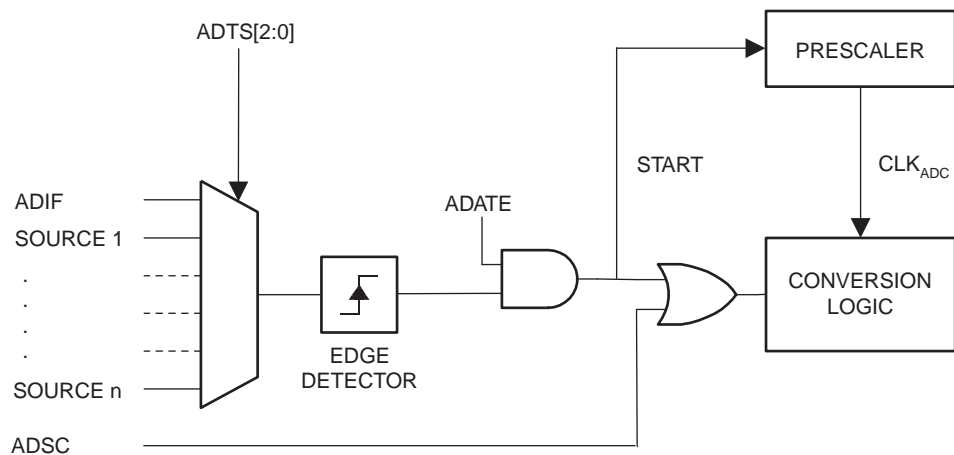 ADTS[2:0]
PRESCALER
START
CLKADC
ADIF
ADATE
SOURCE 1
.
.
.
.
CONVERSION
LOGIC
EDGE
DETECTOR
SOURCE n
ADSC